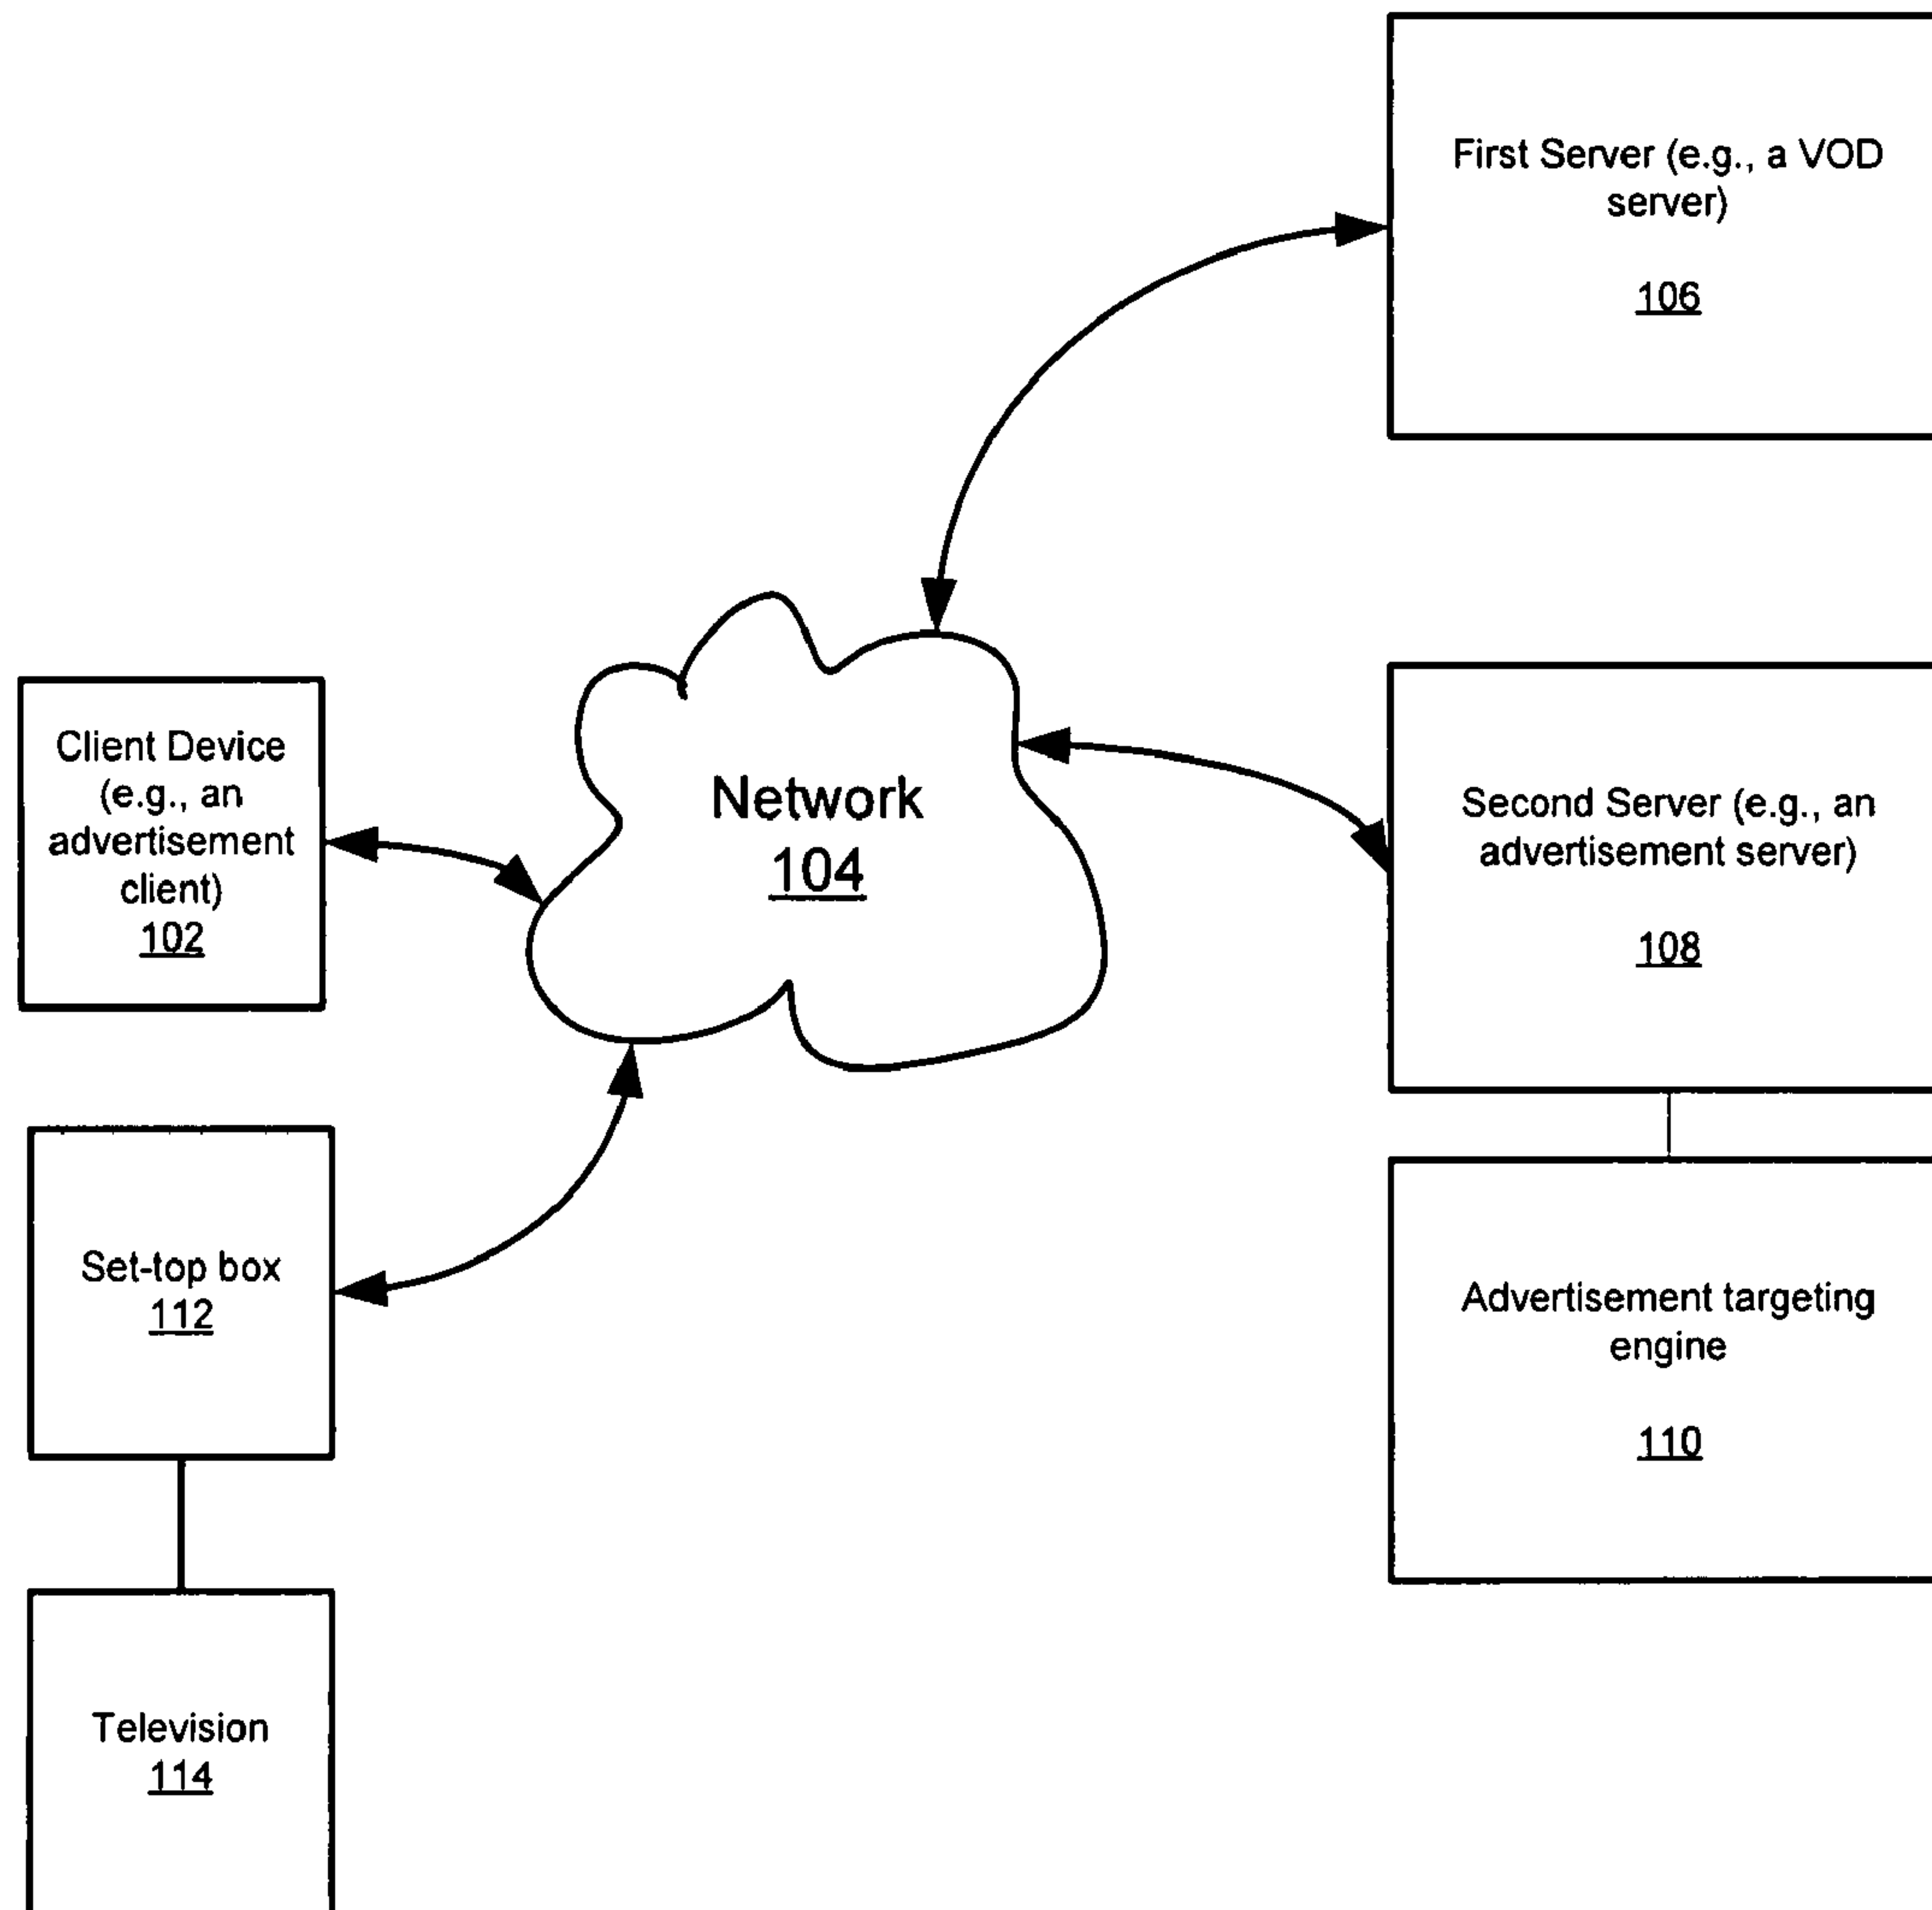 First Server (e.g., a VOD
server)
106
Client Device
(e.g., an
advertisement
client)
102
Network
104
Second Server (e.g., an
advertisement server)
108
Set-top box
112
Advertisement targeting
engine
110
Television
114